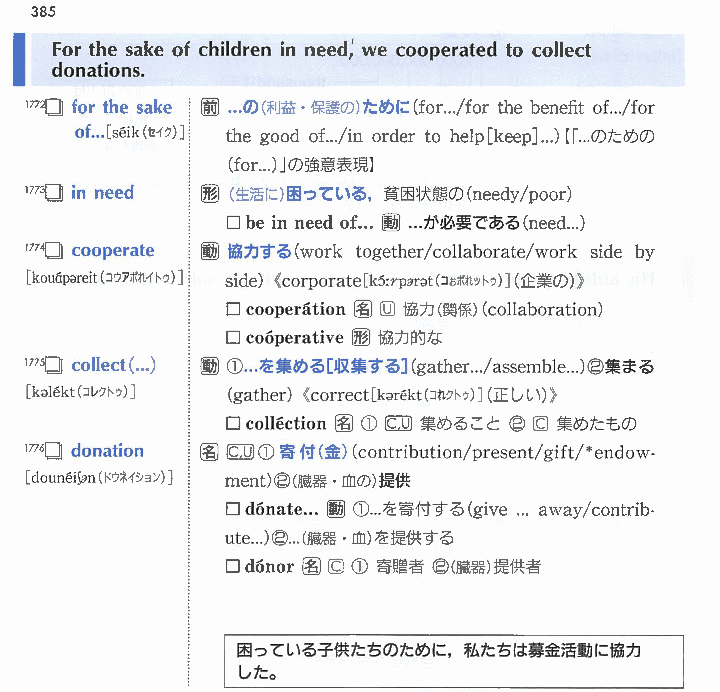 385
For the sake of children in need, we cooperated to collect
donations.
1772 for the sake
of...[séik(セイク)]
前 …の(利益・保護の)ために(for.../for the benefit of.../for
the good of.../in order to help[keep]...)【「…のための
(for...)」の強意表現】
1773 in need
形 (生活に)困っている，貧困状態の(needy/poor)
□ be in need of... 動 …が必要である(need...)
1774 cooperate
[kouápəreit(コウアポれイトゥ)]
動 協力する(work together/collaborate/work side by
side)《corporate[kɔ́ːrpərət(コぉポれットゥ)](企業の)》
□ cooperátion 名 U 協力(関係)(collaboration)
□ coóperative 形 協力的な
1775 collect(...)
[kəlékt(コレクトゥ)]
動 ①…を集める[収集する](gather.../assemble...)②集まる
(gather)《correct[kərékt(コれクトゥ)](正しい)》
□ colléction 名 ① C,U 集めること ② C 集めたもの
1776 donation
[dounéiʃən(ドウネイション)]
名 C,U ① 寄付(金)(contribution/present/gift/*endow-
ment)②(臓器・血の)提供
□ dónate... 動 ①…を寄付する(give ... away/contrib-
ute...)②…(臓器・血)を提供する
□ dónor 名 C ① 寄贈者 ②(臓器)提供者
困っている子供たちのために，私たちは募金活動に協力
した。